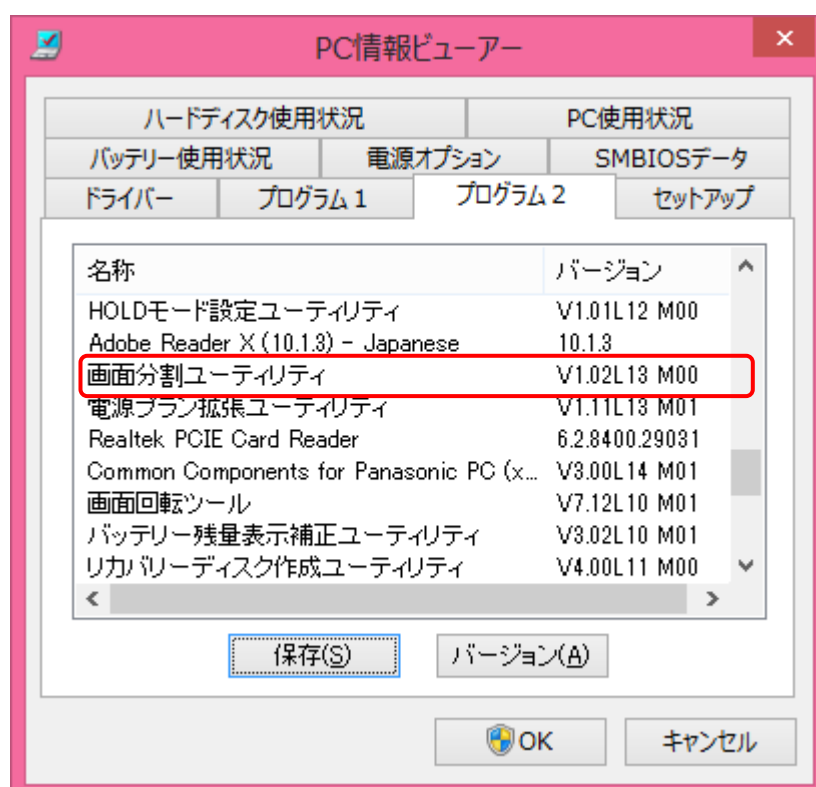 PC情報ビューアー
ハードディスク使用状況 PC使用状況
バッテリー使用状況 電源オプション SMBIOSデータ
ドライバー プログラム 1 プログラム 2 セットアップ
名称 バージョン
HOLDモード設定ユーティリティ V1.01L12 M00
Adobe Reader X (10.1.3) - Japanese 10.1.3
画面分割ユーティリティ V1.02L13 M00
電源プラン拡張ユーティリティ V1.11L13 M01
Realtek PCIE Card Reader 6.2.8400.29031
Common Components for Panasonic PC (x... V3.00L14 M01
画面回転ツール V7.12L10 M01
バッテリー残量表示補正ユーティリティ V3.02L10 M01
リカバリーディスク作成ユーティリティ V4.00L11 M00
保存(S) バージョン(A)
OK キャンセル